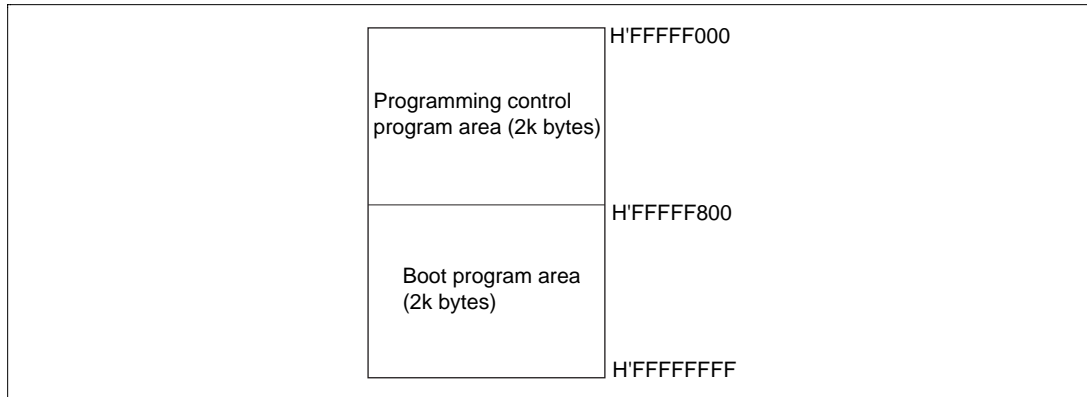 H'FFFFF000
Programming control
program area (2k bytes)
H'FFFFF800
Boot program area
(2k bytes)
H'FFFFFFFF